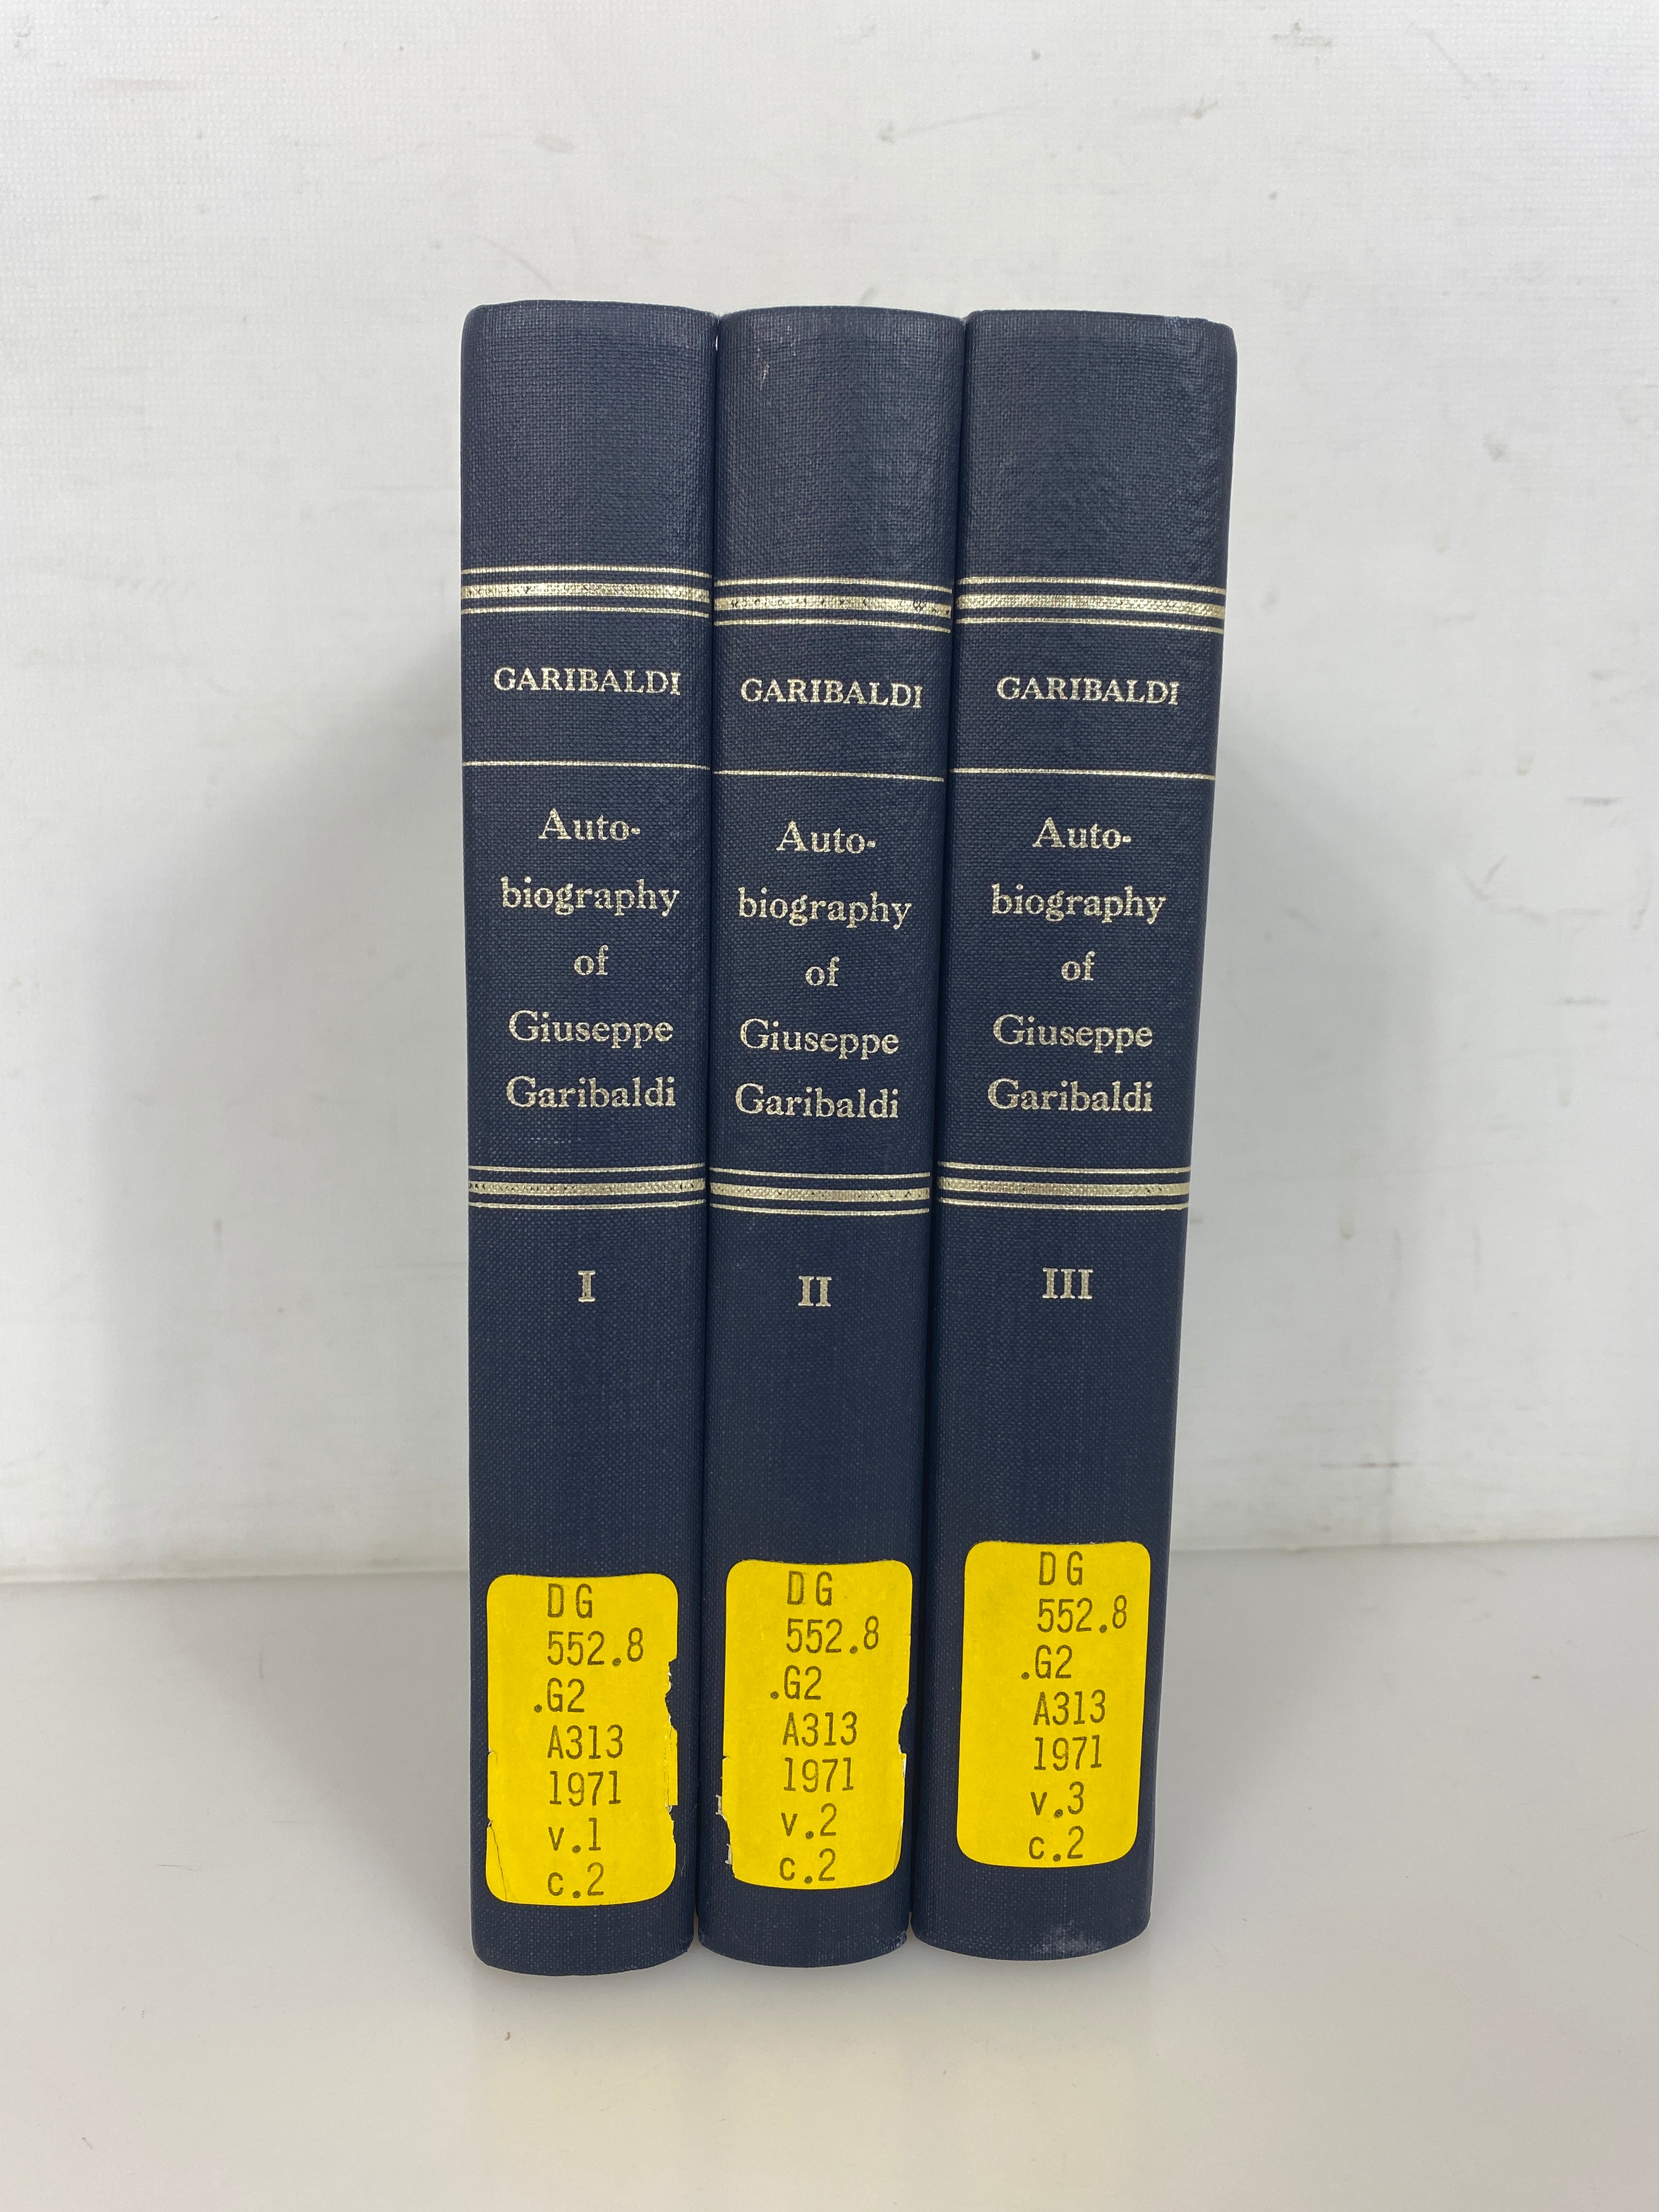 GARIBALDI
Auto-
biography
of
Giuseppe
Garibaldi
I
DG
552.8
.G2
A313
1971
v.1
c.2
GARIBALDI
Auto-
biography
of
Giuseppe
Garibaldi
II
DG
552.8
.G2
A313
1971
v.2
c.2
GARIBALDI
Auto-
biography
of
Giuseppe
Garibaldi
III
DG
552.8
.G2
A313
1971
v.3
c.2